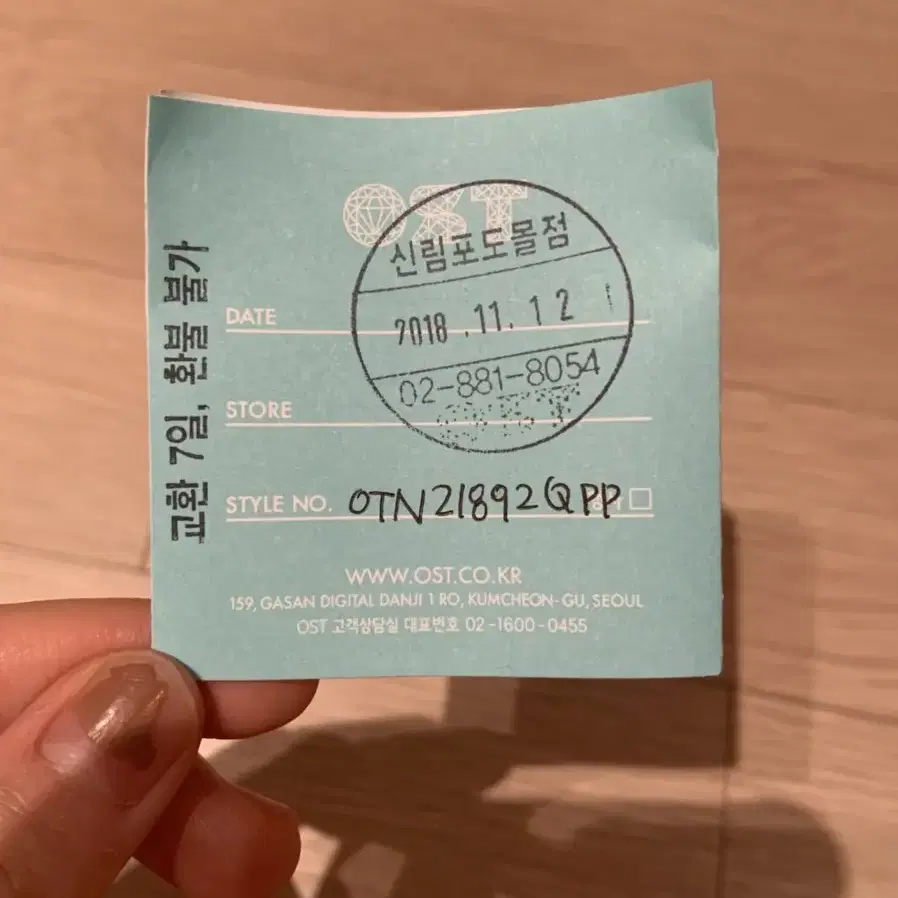 OST
신림포도몰점
DATE
2018.11.12
02-881-8054
STORE
STYLE NO. OTN21892QPP
WWW.OST.CO.KR
159, GASAN DIGITAL DANJI 1 RO, KUMCHEON-GU, SEOUL
OST 고객상담실 대표번호 02-1600-0455
교환 7일, 환불 불가